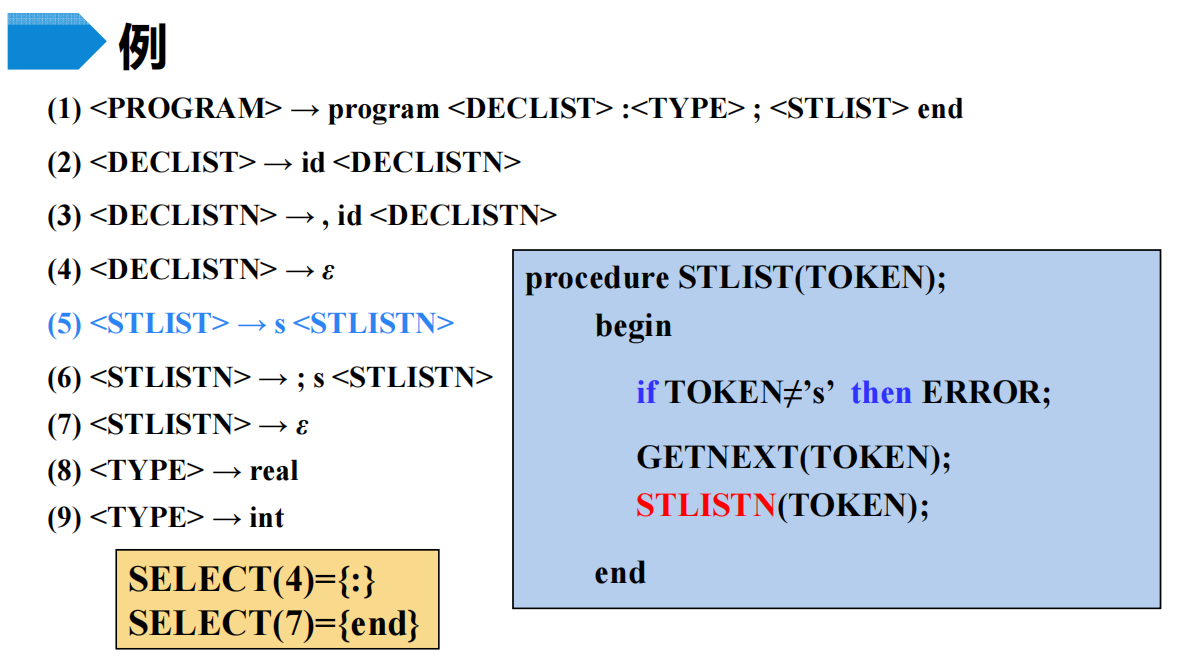 例
(1) <PROGRAM> → program <DECLIST> :<TYPE> ; <STLIST> end
(2) <DECLIST> → id <DECLISTN>
(3) <DECLISTN> → , id <DECLISTN>
(4) <DECLISTN> → ε
(5) <STLIST> → s <STLISTN>
(6) <STLISTN> → ; s <STLISTN>
(7) <STLISTN> → ε
(8) <TYPE> → real
(9) <TYPE> → int
SELECT(4)={:}
SELECT(7)={end}
procedure STLIST(TOKEN);
begin
if TOKEN≠’s’ then ERROR;
GETNEXT(TOKEN);
STLISTN(TOKEN);
end